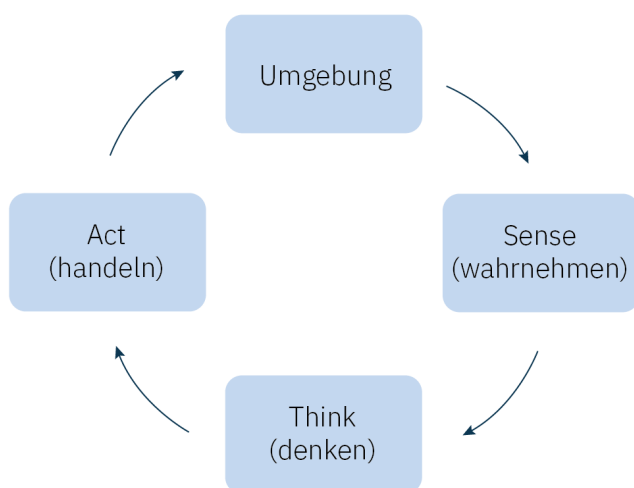 Umgebung
Sense
(wahrnehmen)
Think
(denken)
Act
(handeln)